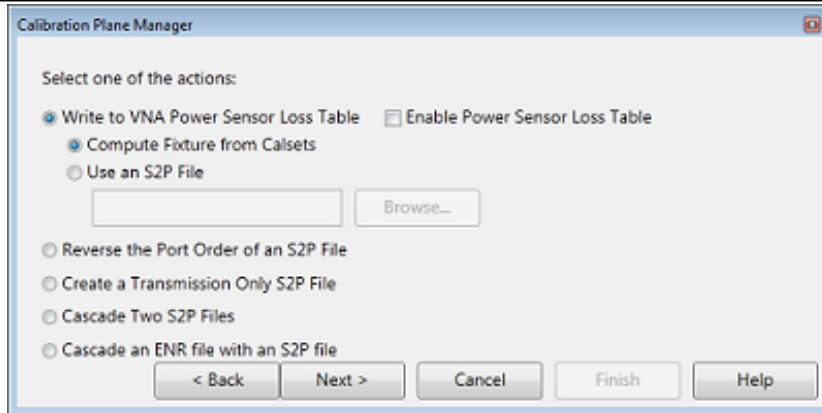 Calibration Plane Manager
Select one of the actions:
Write to VNA Power Sensor Loss Table Enable Power Sensor Loss Table
Compute Fixture from Calsets
Use an S2P File
Browse...
Reverse the Port Order of an S2P File
Create a Transmission Only S2P File
Cascade Two S2P Files
Cascade an ENR file with an S2P file
< Back Next > Cancel Finish Help